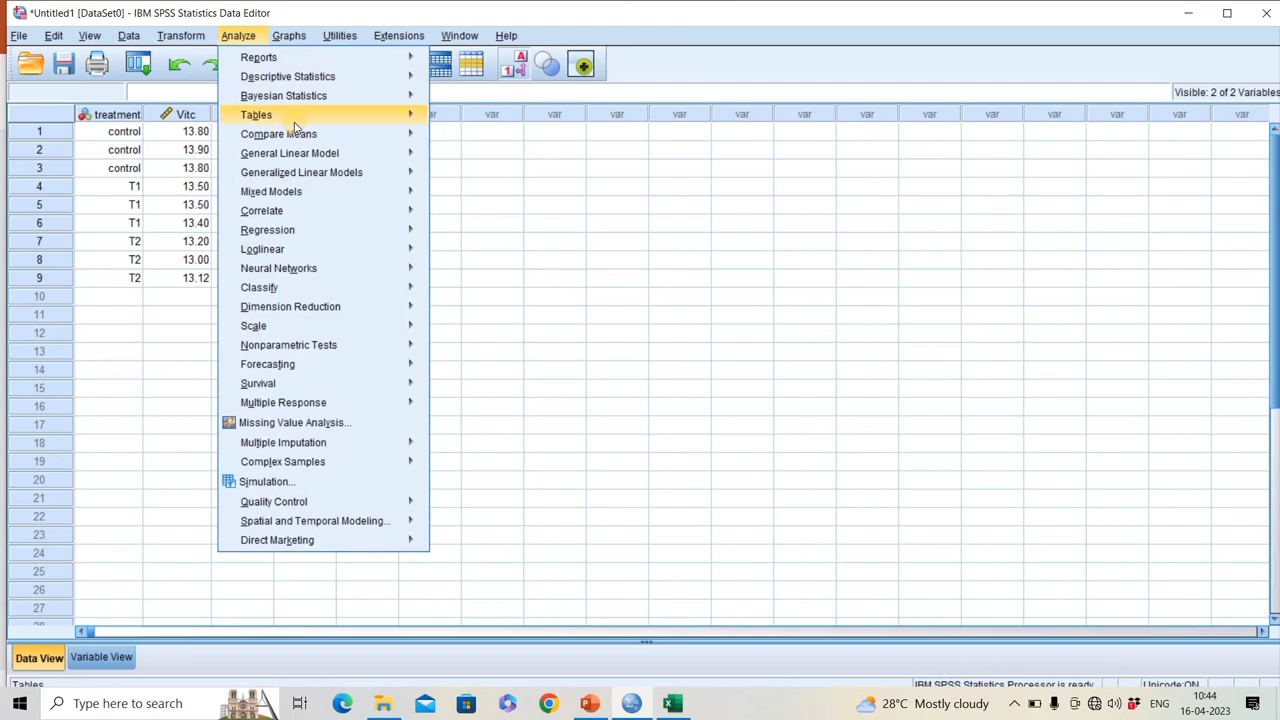 *Untitled1 [DataSet0] - IBM SPSS Statistics Data Editor
File Edit View Data Transform Analyze Graphs Utilities Extensions Window Help
Visible: 2 of 2 Variables
treatment Vitc var var var var var var var var var var var var var
1 control 13.80
2 control 13.90
3 control 13.80
4 T1 13.50
5 T1 13.50
6 T1 13.40
7 T2 13.20
8 T2 13.00
9 T2 13.12
10
11
12
13
14
15
16
17
18
19
20
21
22
23
24
25
26
27
28
Reports
Descriptive Statistics
Bayesian Statistics
Tables
Compare Means
General Linear Model
Generalized Linear Models
Mixed Models
Correlate
Regression
Loglinear
Neural Networks
Classify
Dimension Reduction
Scale
Nonparametric Tests
Forecasting
Survival
Multiple Response
Missing Value Analysis...
Multiple Imputation
Complex Samples
Simulation...
Quality Control
Spatial and Temporal Modeling...
Direct Marketing
Data View Variable View
Tables IBM SPSS Statistics Processor is ready Unicode:ON
Type here to search 28°C Mostly cloudy ENG 10:44
16-04-2023